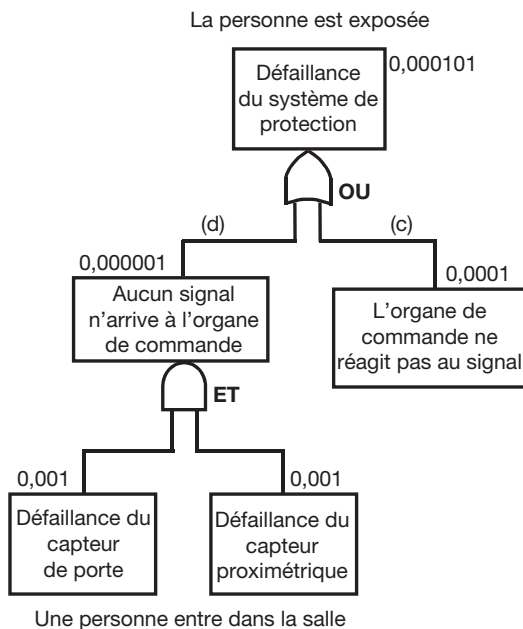 La personne est exposée
0,000101
Défaillance
du système de
protection
OU
(d)
(c)
0,000001
0,0001
Aucun signal
n'arrive à l'organe
de commande
L'organe de
commande ne
réagit pas au signal
ET
0,001
0,001
Défaillance du
capteur
de porte
Défaillance du
capteur
proximétrique
Une personne entre dans la salle